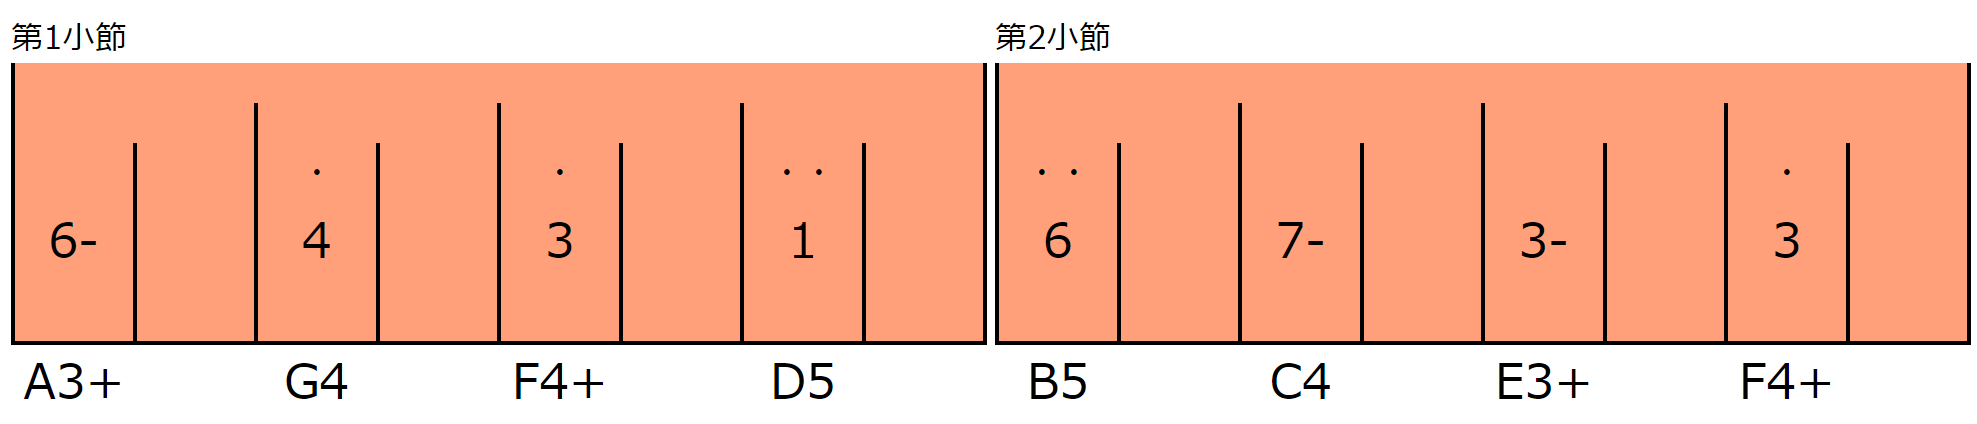 第1小節 第2小節
· · · · · · ·
6- 4 3 1 6 7- 3- 3
A3+ G4 F4+ D5 B5 C4 E3+ F4+